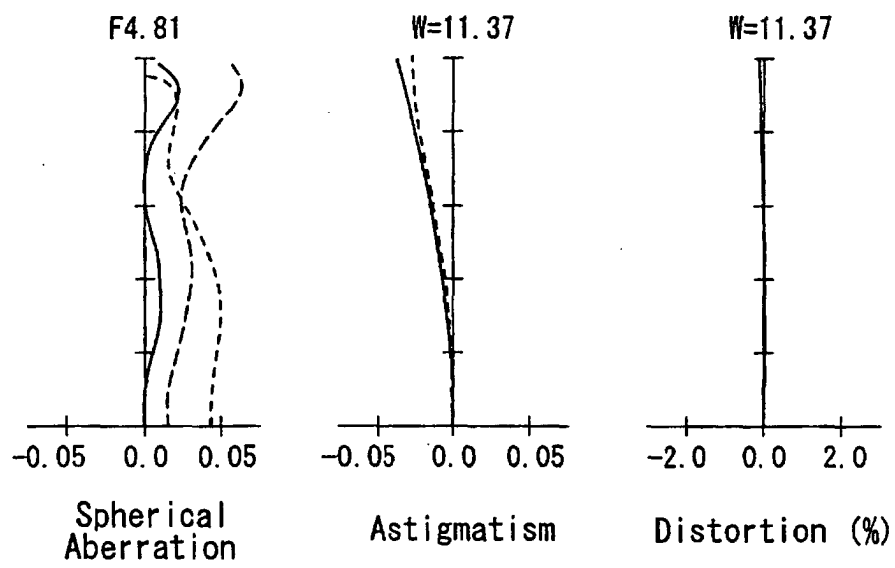 F4.81
W=11.37
W=11.37
-0.05 0.0 0.05
-0.05 0.0 0.05
-2.0 0.0 2.0
Spherical
Aberration
Astigmatism
Distortion (%)